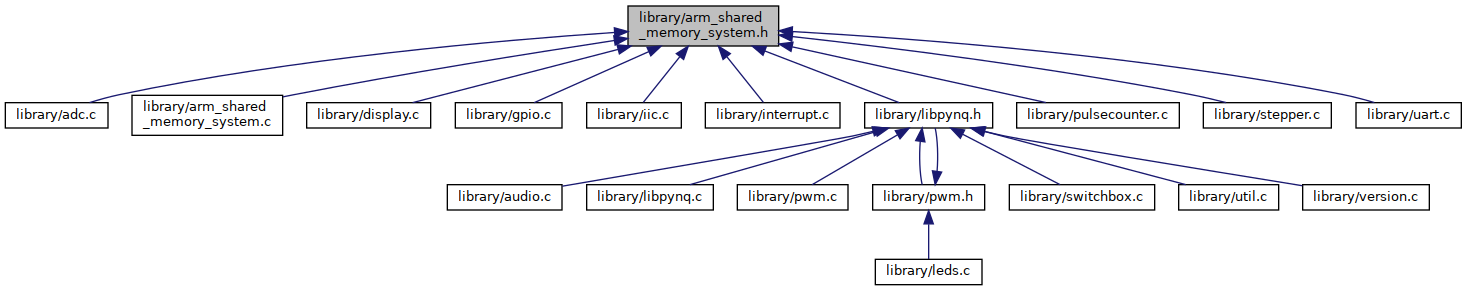 library/arm_shared
_memory_system.h
library/adc.c
library/arm_shared
_memory_system.c
library/display.c
library/gpio.c
library/iic.c
library/interrupt.c
library/libpynq.h
library/pulsecounter.c
library/stepper.c
library/uart.c
library/audio.c
library/libpynq.c
library/pwm.c
library/pwm.h
library/switchbox.c
library/util.c
library/version.c
library/leds.c